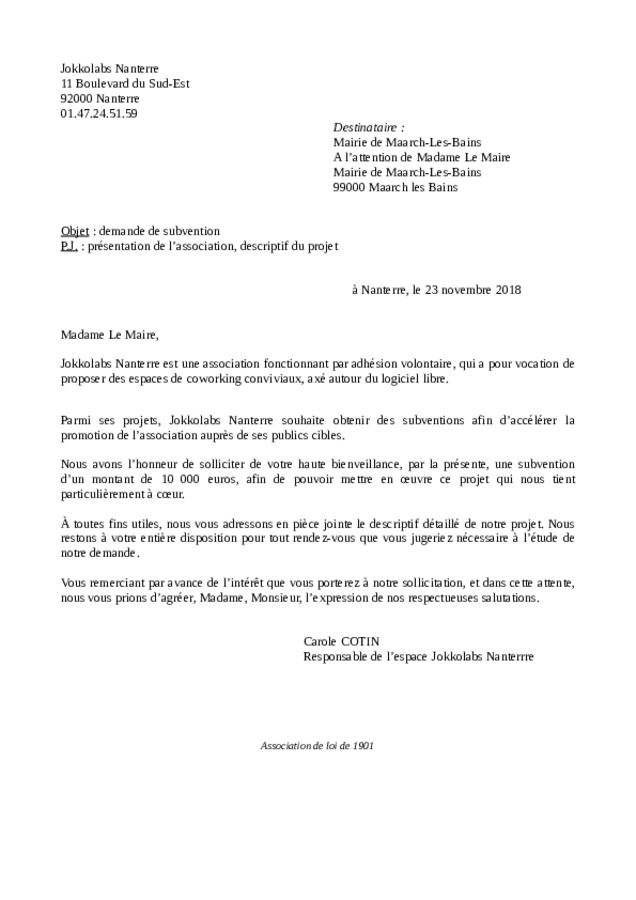 Jokkolabs Nanterre
11 Boulevard du Sud-Est
92000 Nanterre
01.47.24.51.59
Destinataire :
Mairie de Maarch-Les-Bains
A l’attention de Madame Le Maire
Mairie de Maarch-Les-Bains
99000 Maarch les Bains
Objet : demande de subvention
P.J. : présentation de l’association, descriptif du projet
à Nanterre, le 23 novembre 2018
Madame Le Maire,
Jokkolabs Nanterre est une association fonctionnant par adhésion volontaire, qui a pour vocation de
proposer des espaces de coworking conviviaux, axé autour du logiciel libre.
Parmi ses projets, Jokkolabs Nanterre souhaite obtenir des subventions afin d’accélérer la
promotion de l’association auprès de ses publics cibles.
Nous avons l’honneur de solliciter de votre haute bienveillance, par la présente, une subvention
d’un montant de 10 000 euros, afin de pouvoir mettre en œuvre ce projet qui nous tient
particulièrement à cœur.
À toutes fins utiles, nous vous adressons en pièce jointe le descriptif détaillé de notre projet. Nous
restons à votre entière disposition pour tout rendez-vous que vous jugeriez nécessaire à l’étude de
notre demande.
Vous remerciant par avance de l’intérêt que vous porterez à notre sollicitation, et dans cette attente,
nous vous prions d’agréer, Madame, Monsieur, l’expression de nos respectueuses salutations.
Carole COTIN
Responsable de l’espace Jokkolabs Nanterrre
Association de loi de 1901